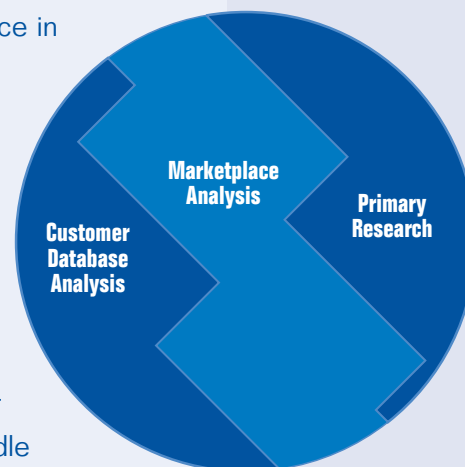 ce in
Marketplace
Analysis
Primary
Research
Customer
Database
Analysis
dle